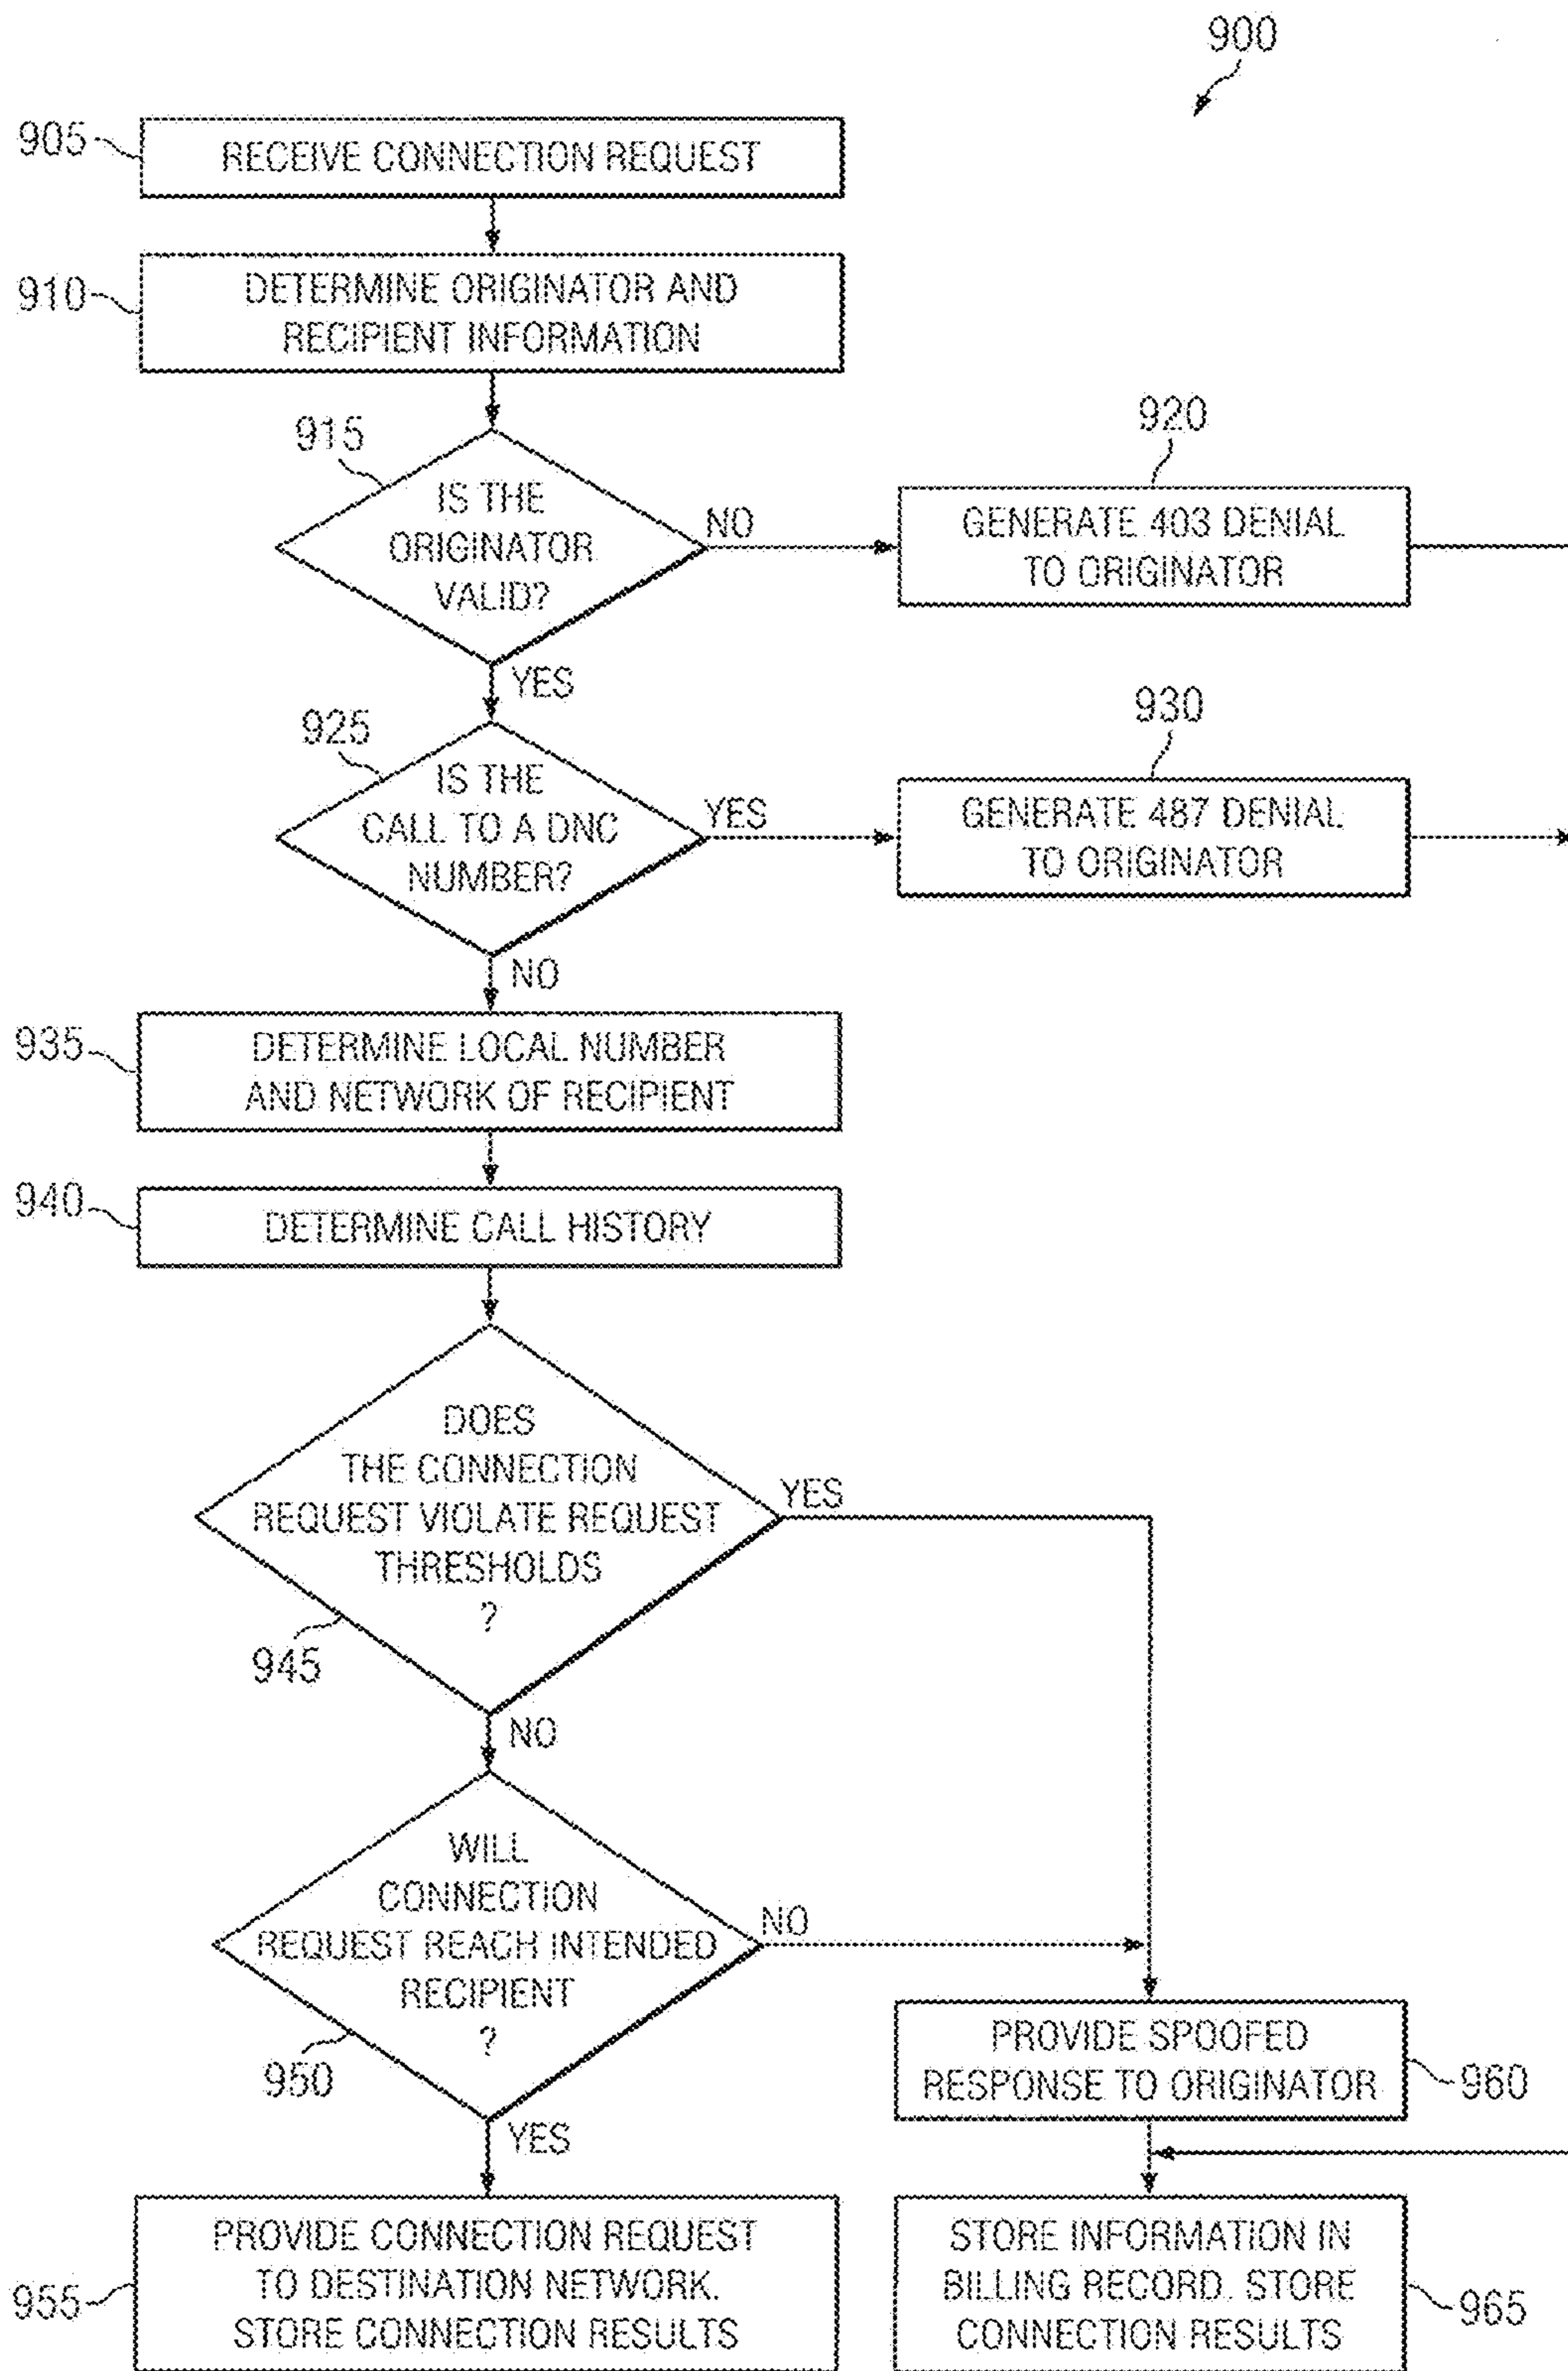 900
905
RECEIVE CONNECTION REQUEST
910
DETERMINE ORIGINATOR AND
RECIPIENT INFORMATION
915
IS THE
ORIGINATOR
VALID?
NO
920
GENERATE 403 DENIAL
TO ORIGINATOR
YES
925
IS THE
CALL TO A DNC
NUMBER?
YES
930
GENERATE 487 DENIAL
TO ORIGINATOR
NO
935
DETERMINE LOCAL NUMBER
AND NETWORK OF RECIPIENT
940
DETERMINE CALL HISTORY
DOES
THE CONNECTION
REQUEST VIOLATE REQUEST
THRESHOLDS
?
945
YES
NO
WILL
CONNECTION
REQUEST REACH INTENDED
RECIPIENT
?
950
NO
YES
PROVIDE SPOOFED
RESPONSE TO ORIGINATOR
960
955
PROVIDE CONNECTION REQUEST
TO DESTINATION NETWORK.
STORE CONNECTION RESULTS
STORE INFORMATION IN
BILLING RECORD. STORE
CONNECTION RESULTS
965